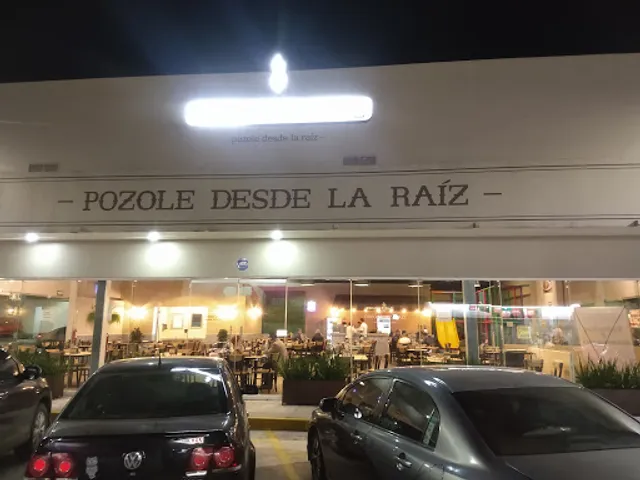 pozole desde la raíz –
– POZOLE DESDE LA RAÍZ –